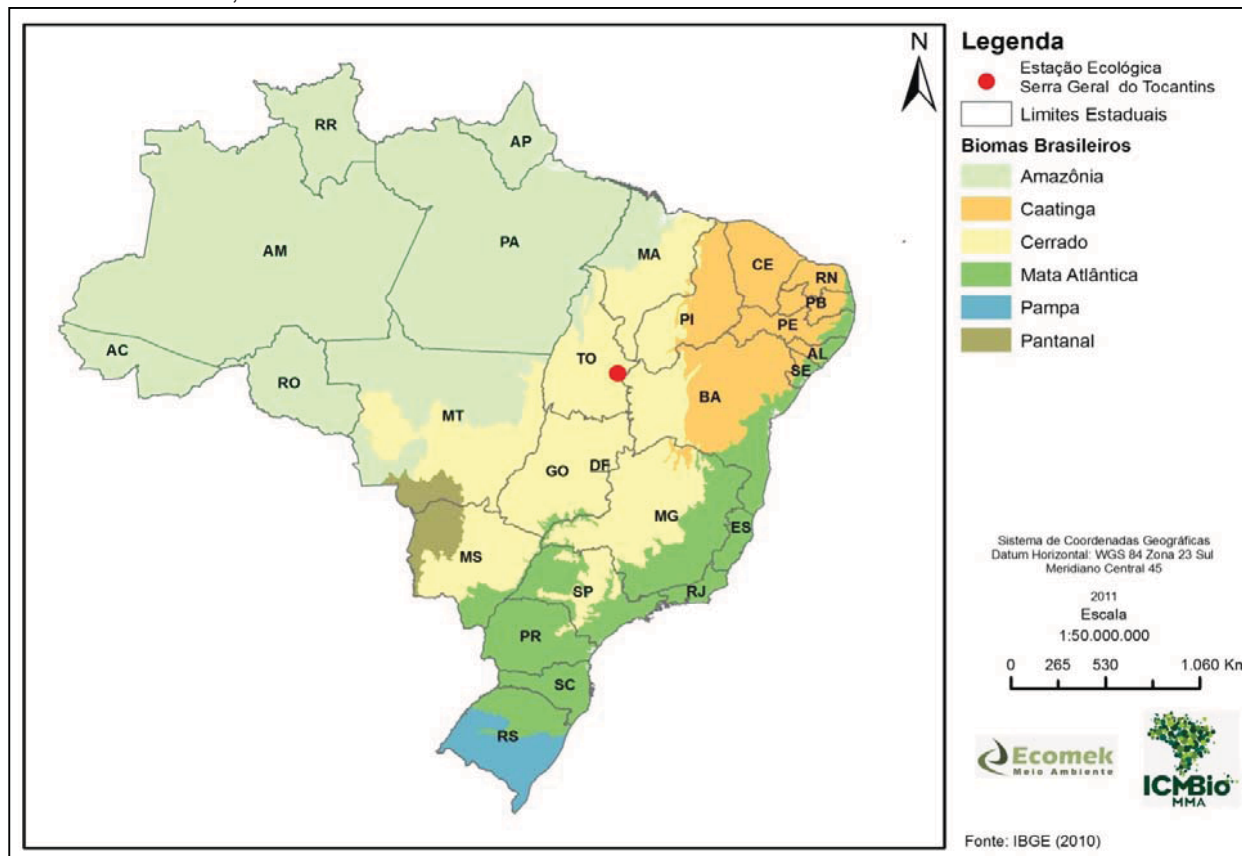 N
RR
AP
AM
PA
MA
CE
RN
PB
PI
PE
AC
TO
AL
SE
RO
BA
MT
GO
DF
MG
ES
MS
SP
RJ
PR
SC
RS
Legenda
Estação Ecológica
Serra Geral do Tocantins
Limites Estaduais
Biomas Brasileiros
Amazônia
Caatinga
Cerrado
Mata Atlântica
Pampa
Pantanal
Sistema de Coordenadas Geográficas
Datum Horizontal: WGS 84 Zona 23 Sul
Meridiano Central 45
2011
Escala
1:50.000.000
0 265 530 1.060 Km
Ecomek
Meio Ambiente
ICMBio
MMA
Fonte: IBGE (2010)